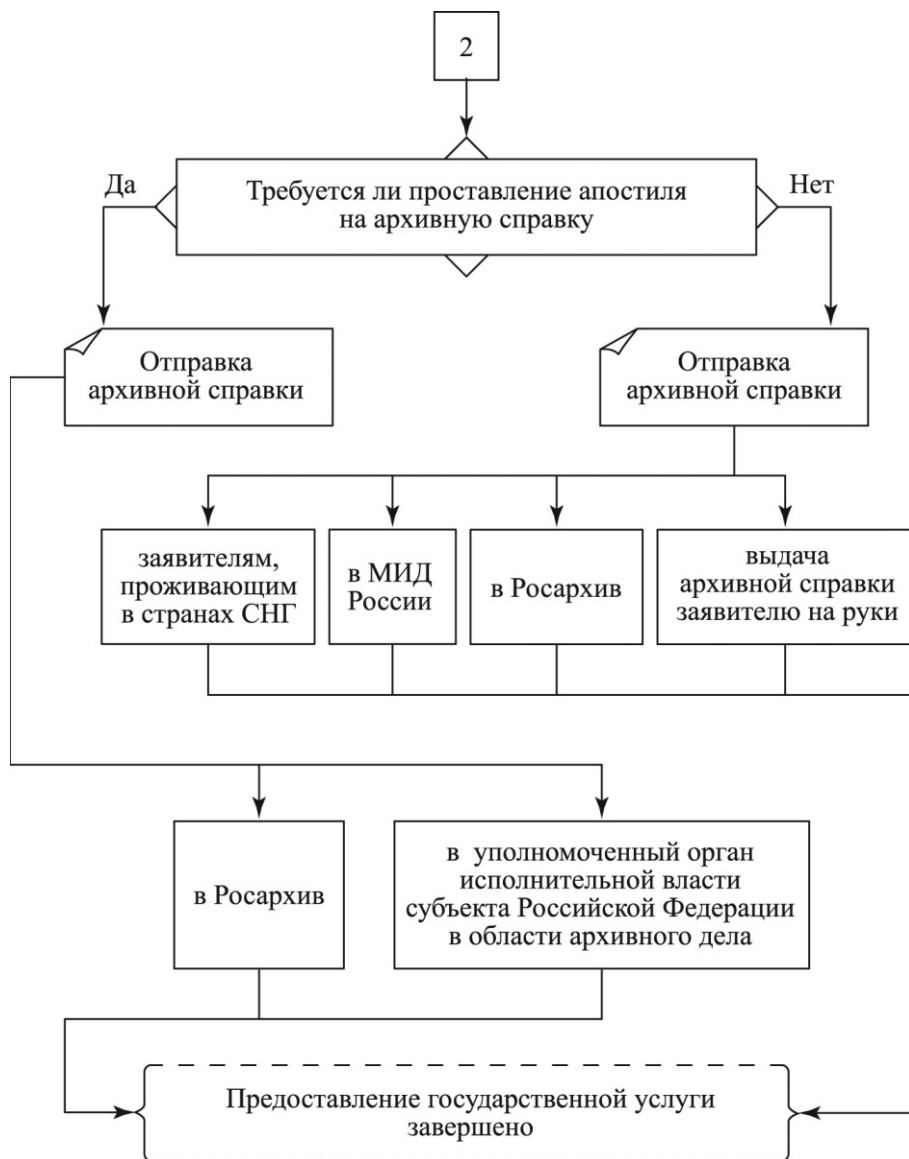 2
Да
Требуется ли проставление апостиля
на архивную справку
Нет
Отправка
архивной справки
Отправка
архивной справки
заявителям,
проживающим
в странах СНГ
в МИД
России
в Росархив
выдача
архивной справки
заявителю на руки
в Росархив
в уполномоченный орган
исполнительной власти
субъекта Российской Федерации
в области архивного дела
Предоставление государственной услуги
завершено